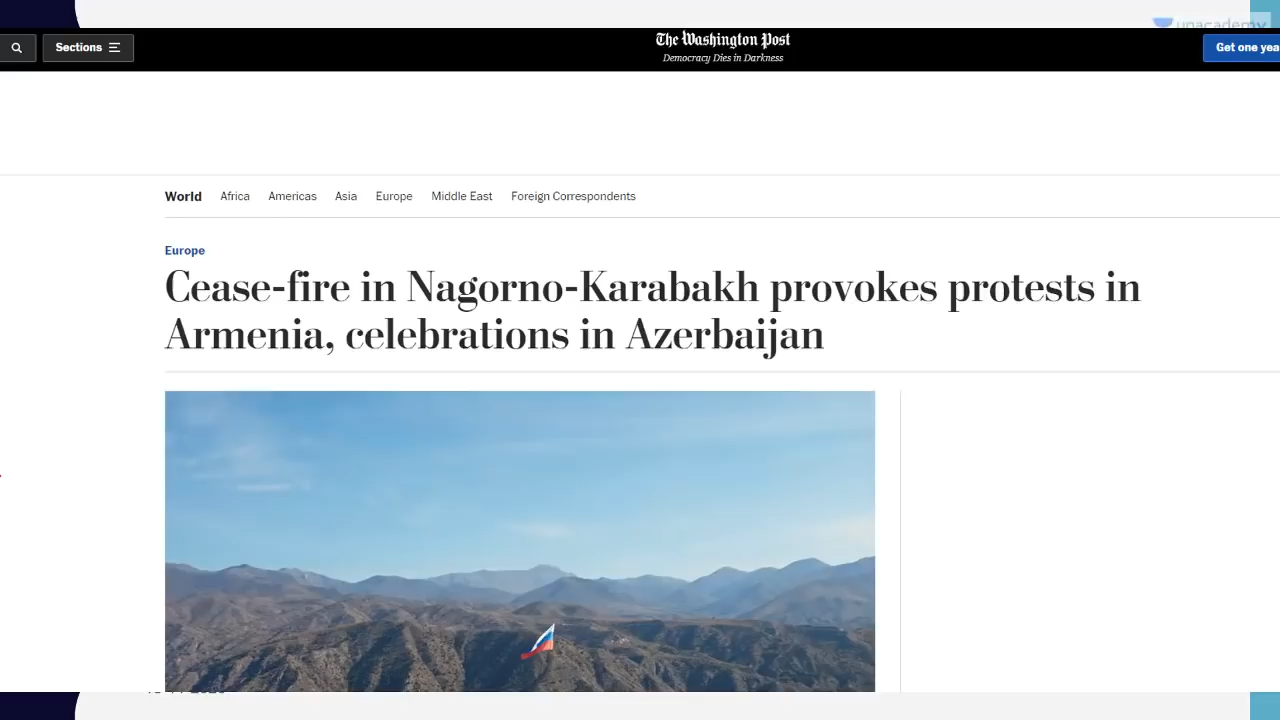 unacademy
Sections
The Washington Post
Democracy Dies in Darkness
Get one yea
World Africa Americas Asia Europe Middle East Foreign Correspondents
Europe
Cease-fire in Nagorno-Karabakh provokes protests in
Armenia, celebrations in Azerbaijan